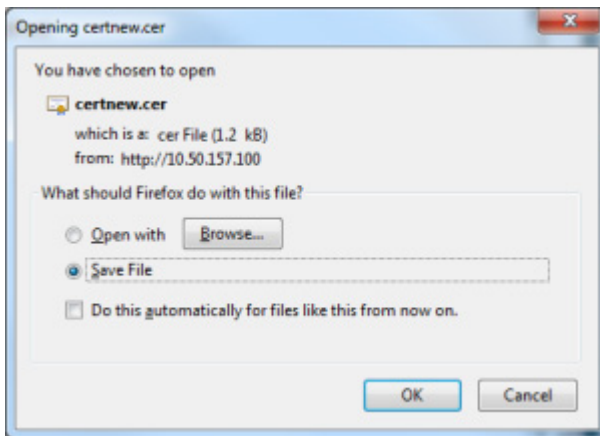 Opening certnew.cer
You have chosen to open
certnew.cer
which is a: cer File (1.2 kB)
from: http://10.50.157.100
What should Firefox do with this file?
Open with Browse...
Save File
Do this automatically for files like this from now on.
OK Cancel